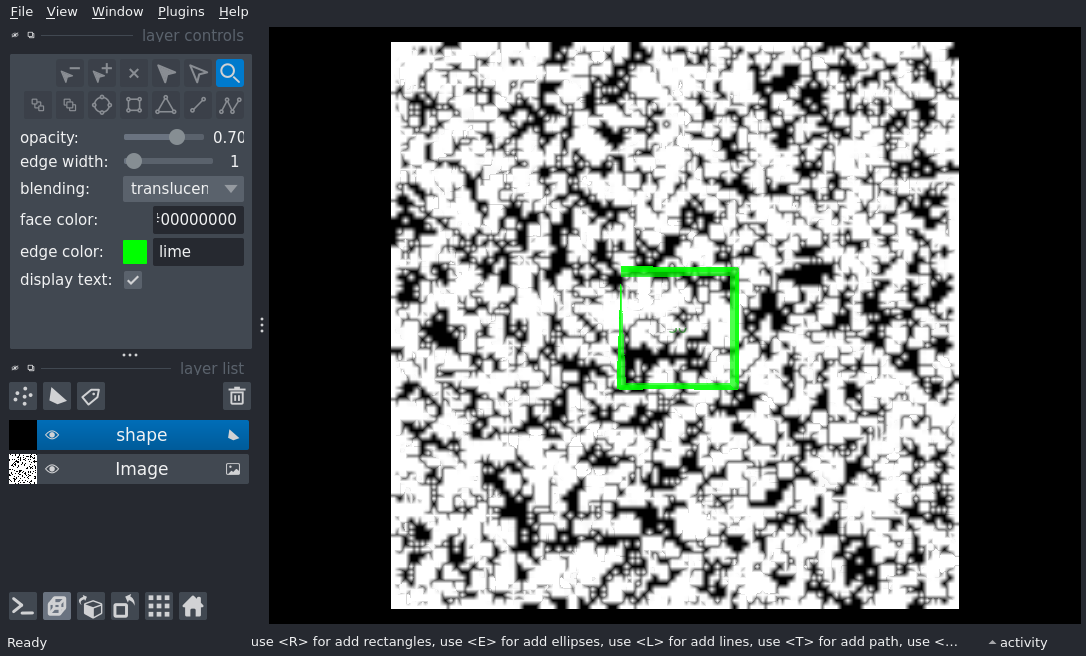 File View Window Plugins Help
layer controls
opacity: 0.70
edge width: 1
blending: translucen
face color: #00000000
edge color: lime
display text:
layer list
shape
Image
Ready
use <R> for add rectangles, use <E> for add ellipses, use <L> for add lines, use <T> for add path, use <...
activity